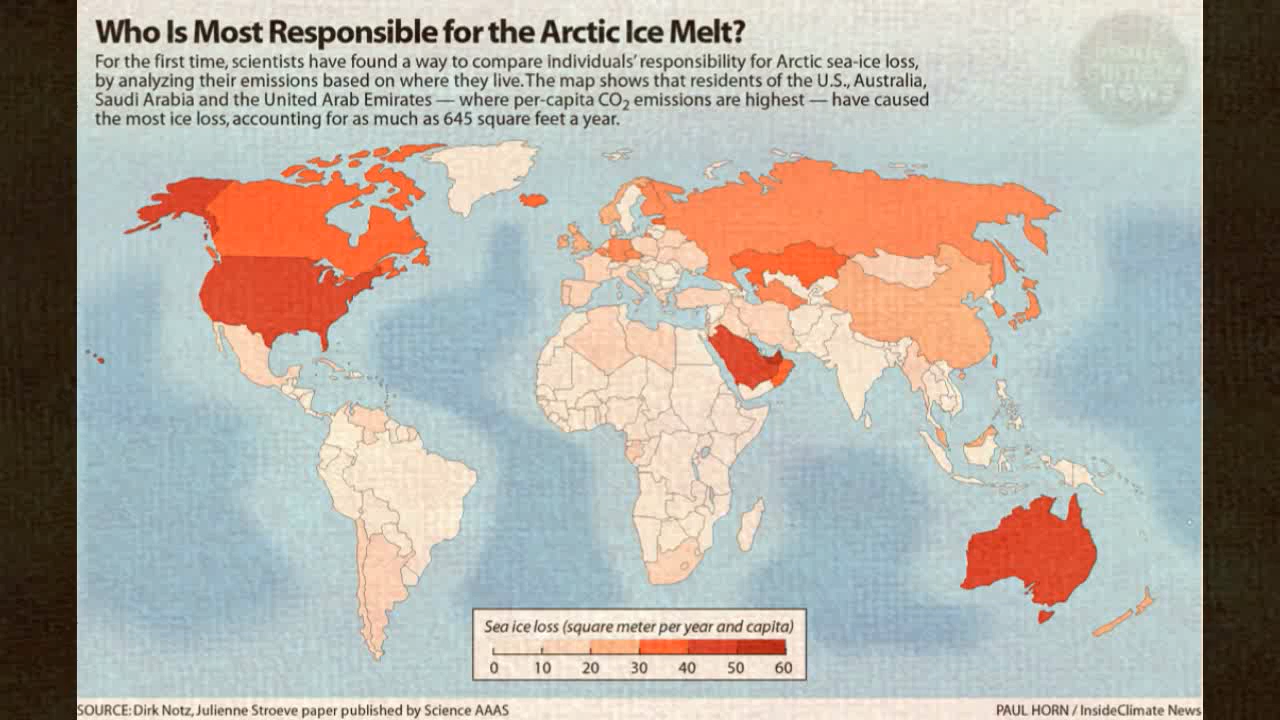 Who Is Most Responsible for the Arctic Ice Melt?
For the first time, scientists have found a way to compare individuals' responsibility for Arctic sea-ice loss,
by analyzing their emissions based on where they live. The map shows that residents of the U.S., Australia,
Saudi Arabia and the United Arab Emirates — where per-capita CO₂ emissions are highest — have caused
the most ice loss, accounting for as much as 645 square feet a year.
inside
climate
news
Sea ice loss (square meter per year and capita)
0 10 20 30 40 50 60
SOURCE: Dirk Notz, Julienne Stroeve paper published by Science AAAS
PAUL HORN / InsideClimate News